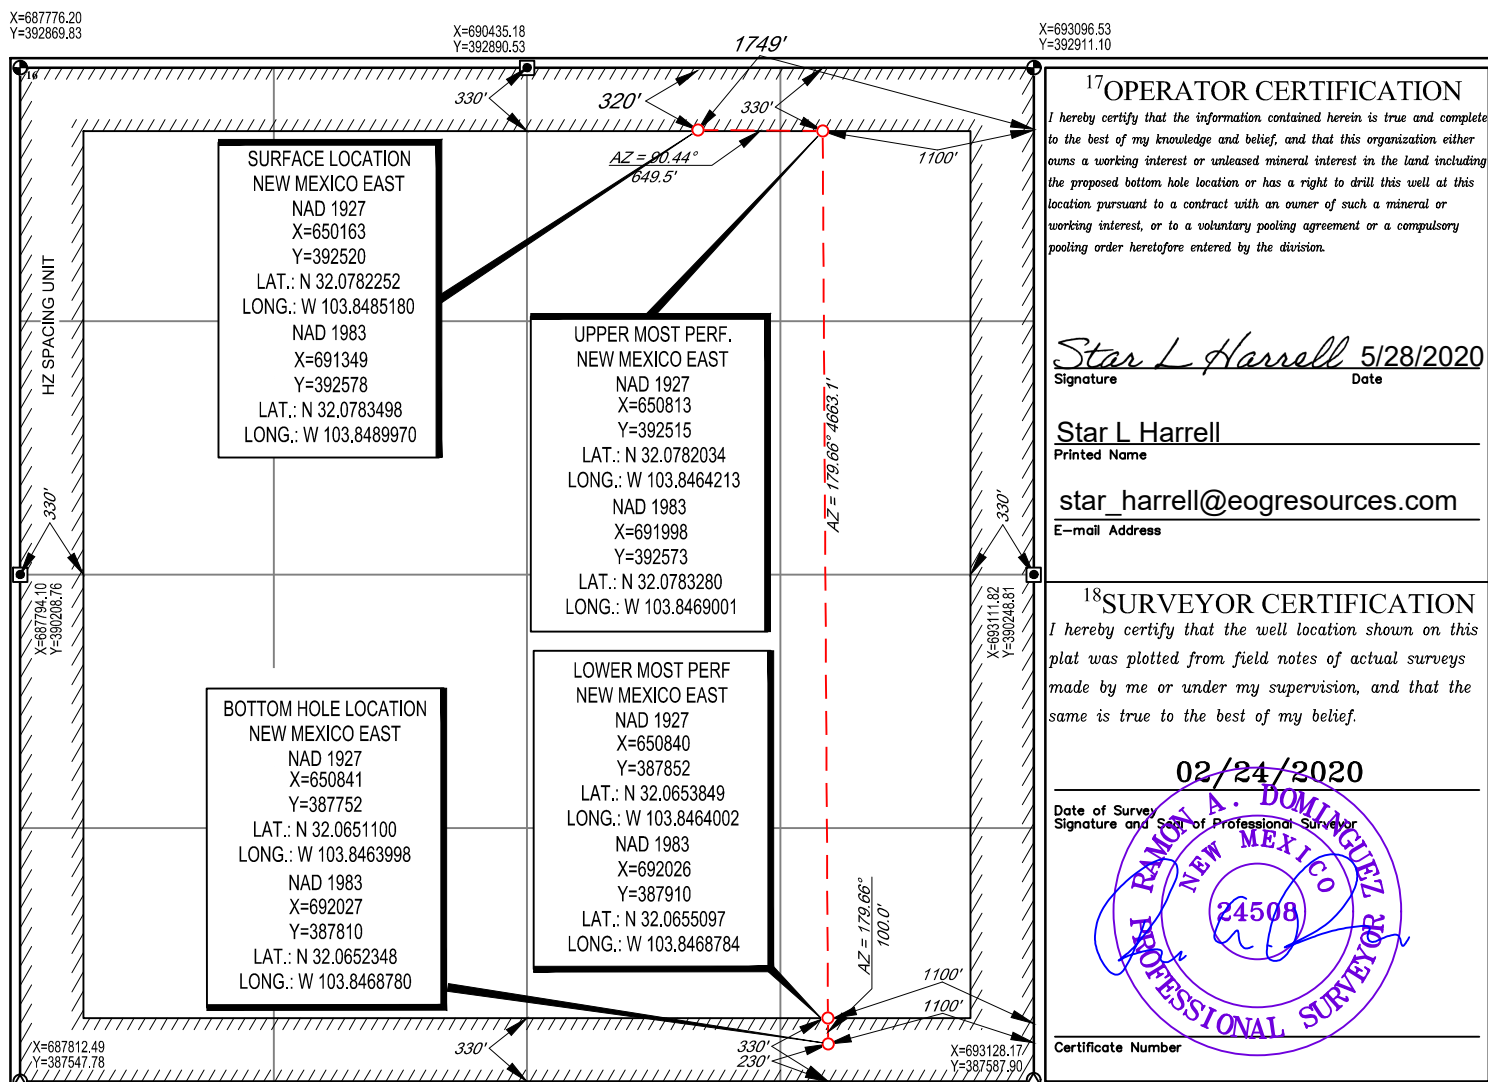 X=687776.20
Y=392869.83
X=690435.18
Y=392890.53
X=693096.53
Y=392911.10
1749'
16
330'
320'
330'
1100'
AZ = 90.44°
649.5'
SURFACE LOCATION
NEW MEXICO EAST
NAD 1927
X=650163
Y=392520
LAT.: N 32.0782252
LONG.: W 103.8485180
NAD 1983
X=691349
Y=392578
LAT.: N 32.0783498
LONG.: W 103.8489970
HZ SPACING UNIT
UPPER MOST PERF.
NEW MEXICO EAST
NAD 1927
X=650813
Y=392515
LAT.: N 32.0782034
LONG.: W 103.8464213
NAD 1983
X=691998
Y=392573
LAT.: N 32.0783280
LONG.: W 103.8469001
AZ = 179.66° 4663.1'
330'
330'
X=687794.10
Y=390208.76
X=693111.82
Y=390248.81
BOTTOM HOLE LOCATION
NEW MEXICO EAST
NAD 1927
X=650841
Y=387752
LAT.: N 32.0651100
LONG.: W 103.8463998
NAD 1983
X=692027
Y=387810
LAT.: N 32.0652348
LONG.: W 103.8468780
LOWER MOST PERF
NEW MEXICO EAST
NAD 1927
X=650840
Y=387852
LAT.: N 32.0653849
LONG.: W 103.8464002
NAD 1983
X=692026
Y=387910
LAT.: N 32.0655097
LONG.: W 103.8468784
AZ = 179.66°
100.0'
1100'
1100'
330'
330'
230'
X=687812.49
Y=387547.78
X=693128.17
Y=387587.90
17 OPERATOR CERTIFICATION
I hereby certify that the information contained herein is true and complete
to the best of my knowledge and belief, and that this organization either
owns a working interest or unleased mineral interest in the land including
the proposed bottom hole location or has a right to drill this well at this
location pursuant to a contract with an owner of such a mineral or
working interest, or to a voluntary pooling agreement or a compulsory
pooling order heretofore entered by the division.
Star L Harrell 5/28/2020
Signature Date
Star L Harrell
Printed Name
star_harrell@eogresources.com
E-mail Address
18 SURVEYOR CERTIFICATION
I hereby certify that the well location shown on this
plat was plotted from field notes of actual surveys
made by me or under my supervision, and that the
same is true to the best of my belief.
02/24/2020
Date of Survey
Signature and Seal of Professional Surveyor
RAMON A. DOMINGUEZ
NEW MEXICO
24508
PROFESSIONAL SURVEYOR
Certificate Number